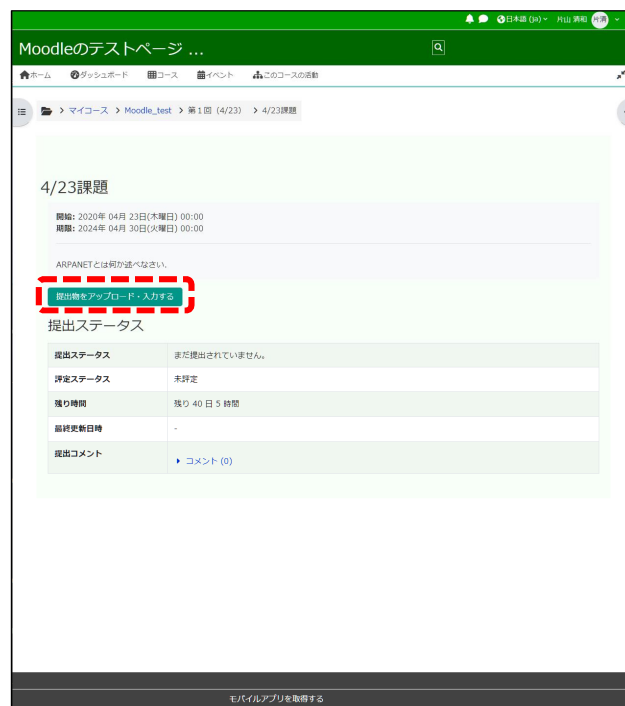 日本語 (ja) 片山 清和 片清
Moodleのテストページ ...
ホーム ダッシュボード コース イベント このコースの活動
マイコース > Moodle_test > 第1回 (4/23) > 4/23課題
4/23課題
開始: 2020年 04月 23日(木曜日) 00:00
期限: 2024年 04月 30日(火曜日) 00:00
ARPANETとは何か述べなさい.
提出物をアップロード・入力する
提出ステータス
提出ステータス まだ提出されていません。
評定ステータス 未評定
残り時間 残り 40 日 5 時間
最終更新日時 -
提出コメント コメント (0)
モバイルアプリを取得する